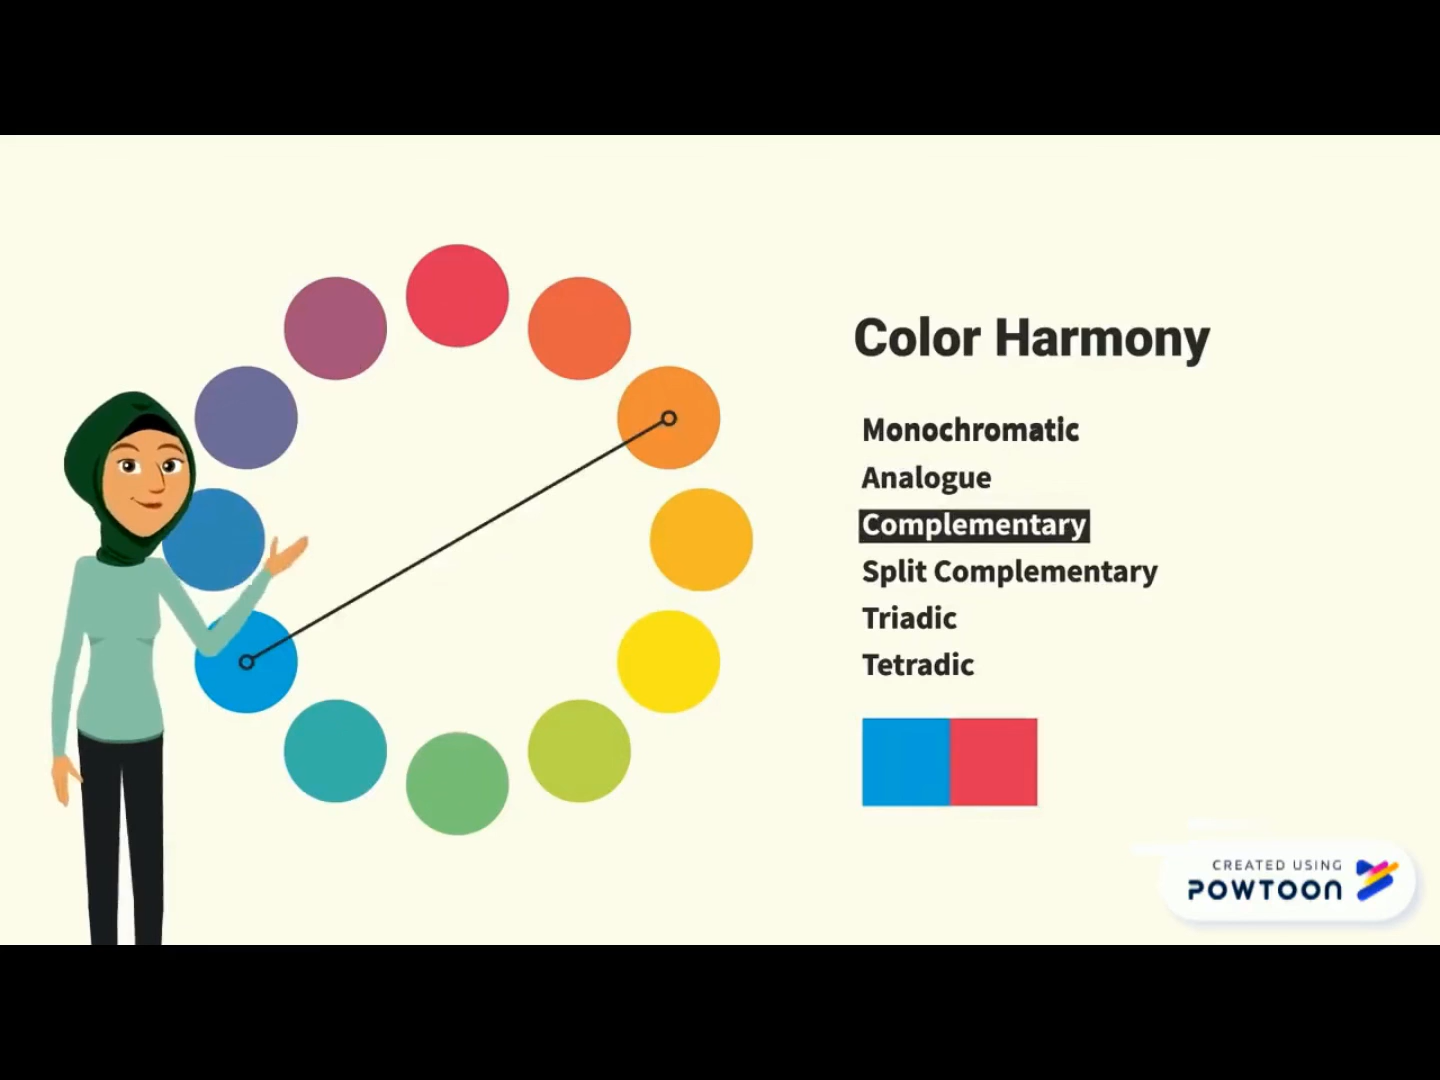 Color Harmony
Monochromatic
Analogue
Complementary
Split Complementary
Triadic
Tetradic
CREATED USING
POWTOON